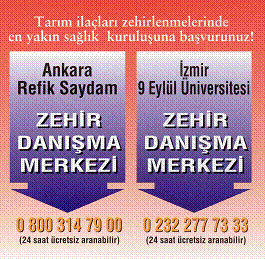 Tarım ilaçları zehirlenmelerinde
en yakın sağlık kuruluşuna başvurunuz!
Ankara
Refik Saydam
ZEHİR
DANIŞMA
MERKEZİ
0 800 314 79 00
(24 saat ücretsiz aranabilir)
İzmir
9 Eylül Üniversitesi
ZEHİR
DANIŞMA
MERKEZİ
0 232 277 73 33
(24 saat ücretsiz aranabilir)